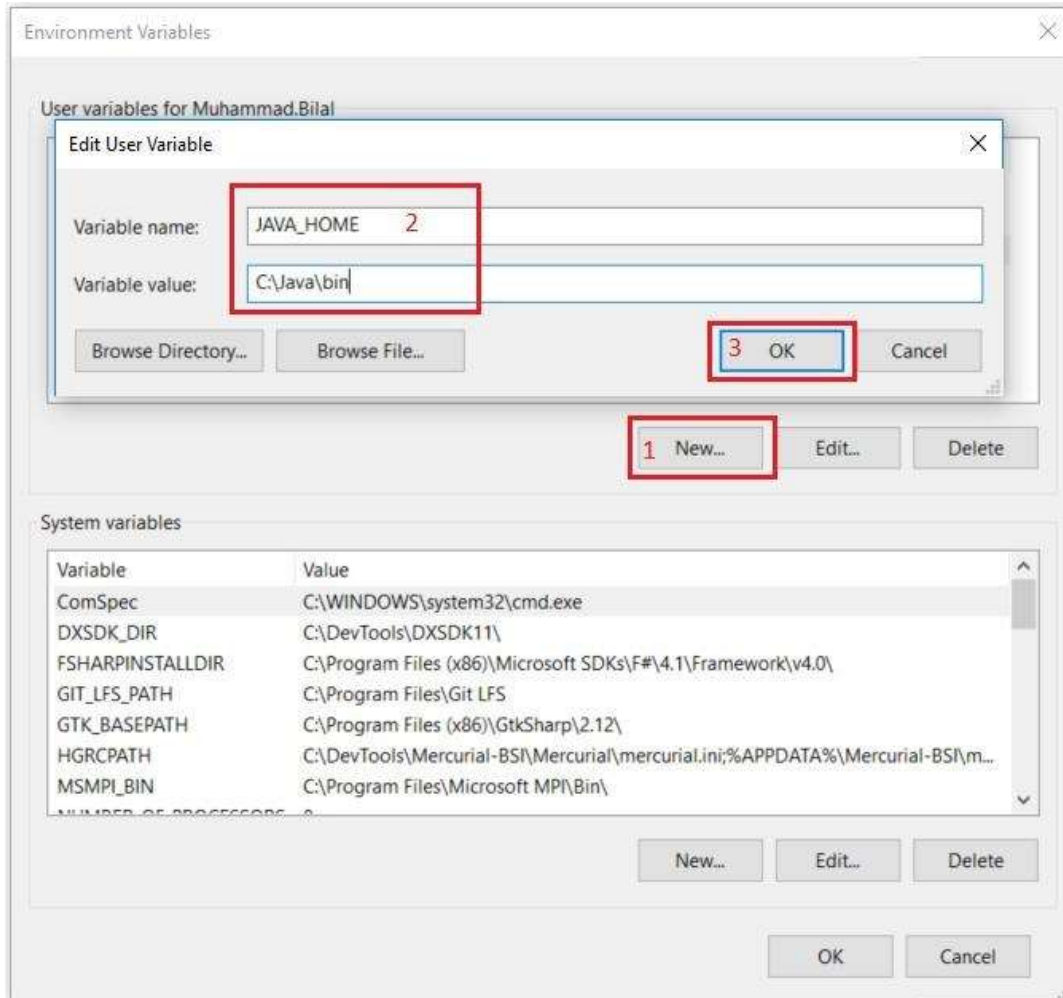 Environment Variables
User variables for Muhammad.Bilal
Edit User Variable
Variable name: JAVA_HOME 2
Variable value: C:\Java\bin
Browse Directory... Browse File... 3 OK Cancel
1 New... Edit... Delete
System variables
Variable Value
ComSpec C:\WINDOWS\system32\cmd.exe
DXSDK_DIR C:\DevTools\DXSDK11\
FSHARPINSTALLDIR C:\Program Files (x86)\Microsoft SDKs\F#\4.1\Framework\v4.0\
GIT_LFS_PATH C:\Program Files\Git LFS
GTK_BASEPATH C:\Program Files (x86)\GtkSharp\2.12\
HGRCPATH C:\DevTools\Mercurial-BSI\Mercurial\mercurial.ini;%APPDATA%\Mercurial-BSI\m...
MSMPI_BIN C:\Program Files\Microsoft MPI\Bin\
NUMBER_OF_PROCESSORS
New... Edit... Delete
OK Cancel